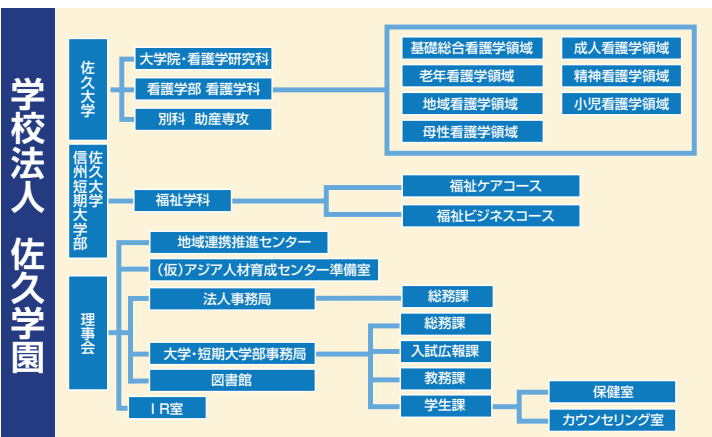 学校法人 佐久学園
佐久大学
大学院・看護学研究科
看護学部 看護学科
別科 助産専攻
基礎総合看護学領域
成人看護学領域
老年看護学領域
精神看護学領域
地域看護学領域
小児看護学領域
母性看護学領域
佐久大学
信州短期大学部
福祉学科
福祉ケアコース
福祉ビジネスコース
理事会
地域連携推進センター
(仮)アジア人材育成センター準備室
法人事務局
総務課
大学・短期大学部事務局
総務課
入試広報課
教務課
学生課
保健室
カウンセリング室
図書館
IR室